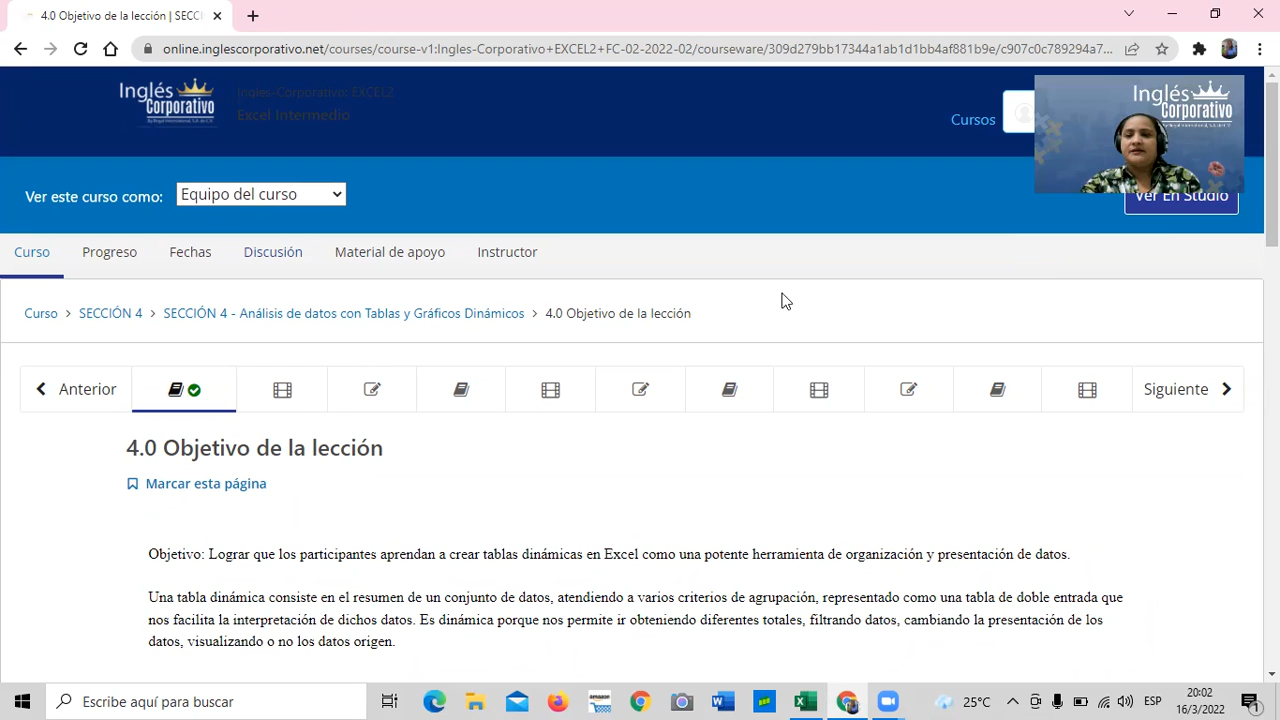 4.0 Objetivo de la lección | SECCI
online.inglescorporativo.net/courses/course-v1:Ingles-Corporativo+EXCEL2+FC-02-2022-02/courseware/309d279bb17344a1ab1d1bb4af881b9e/c907c0c789294a7...
Inglés Corporativo
Ingles-Corporativo: EXCEL2
Excel Intermedio
Cursos
Inglés Corporativo
Ver este curso como:
Equipo del curso
Ver En Studio
Curso Progreso Fechas Discusión Material de apoyo Instructor
Curso > SECCIÓN 4 > SECCIÓN 4 - Análisis de datos con Tablas y Gráficos Dinámicos > 4.0 Objetivo de la lección
Anterior Siguiente
4.0 Objetivo de la lección
Marcar esta página
Objetivo: Lograr que los participantes aprendan a crear tablas dinámicas en Excel como una potente herramienta de organización y presentación de datos.
Una tabla dinámica consiste en el resumen de un conjunto de datos, atendiendo a varios criterios de agrupación, representado como una tabla de doble entrada que
nos facilita la interpretación de dichos datos. Es dinámica porque nos permite ir obteniendo diferentes totales, filtrando datos, cambiando la presentación de los
datos, visualizando o no los datos origen.
Escribe aquí para buscar
25°C
ESP
20:02
16/3/2022